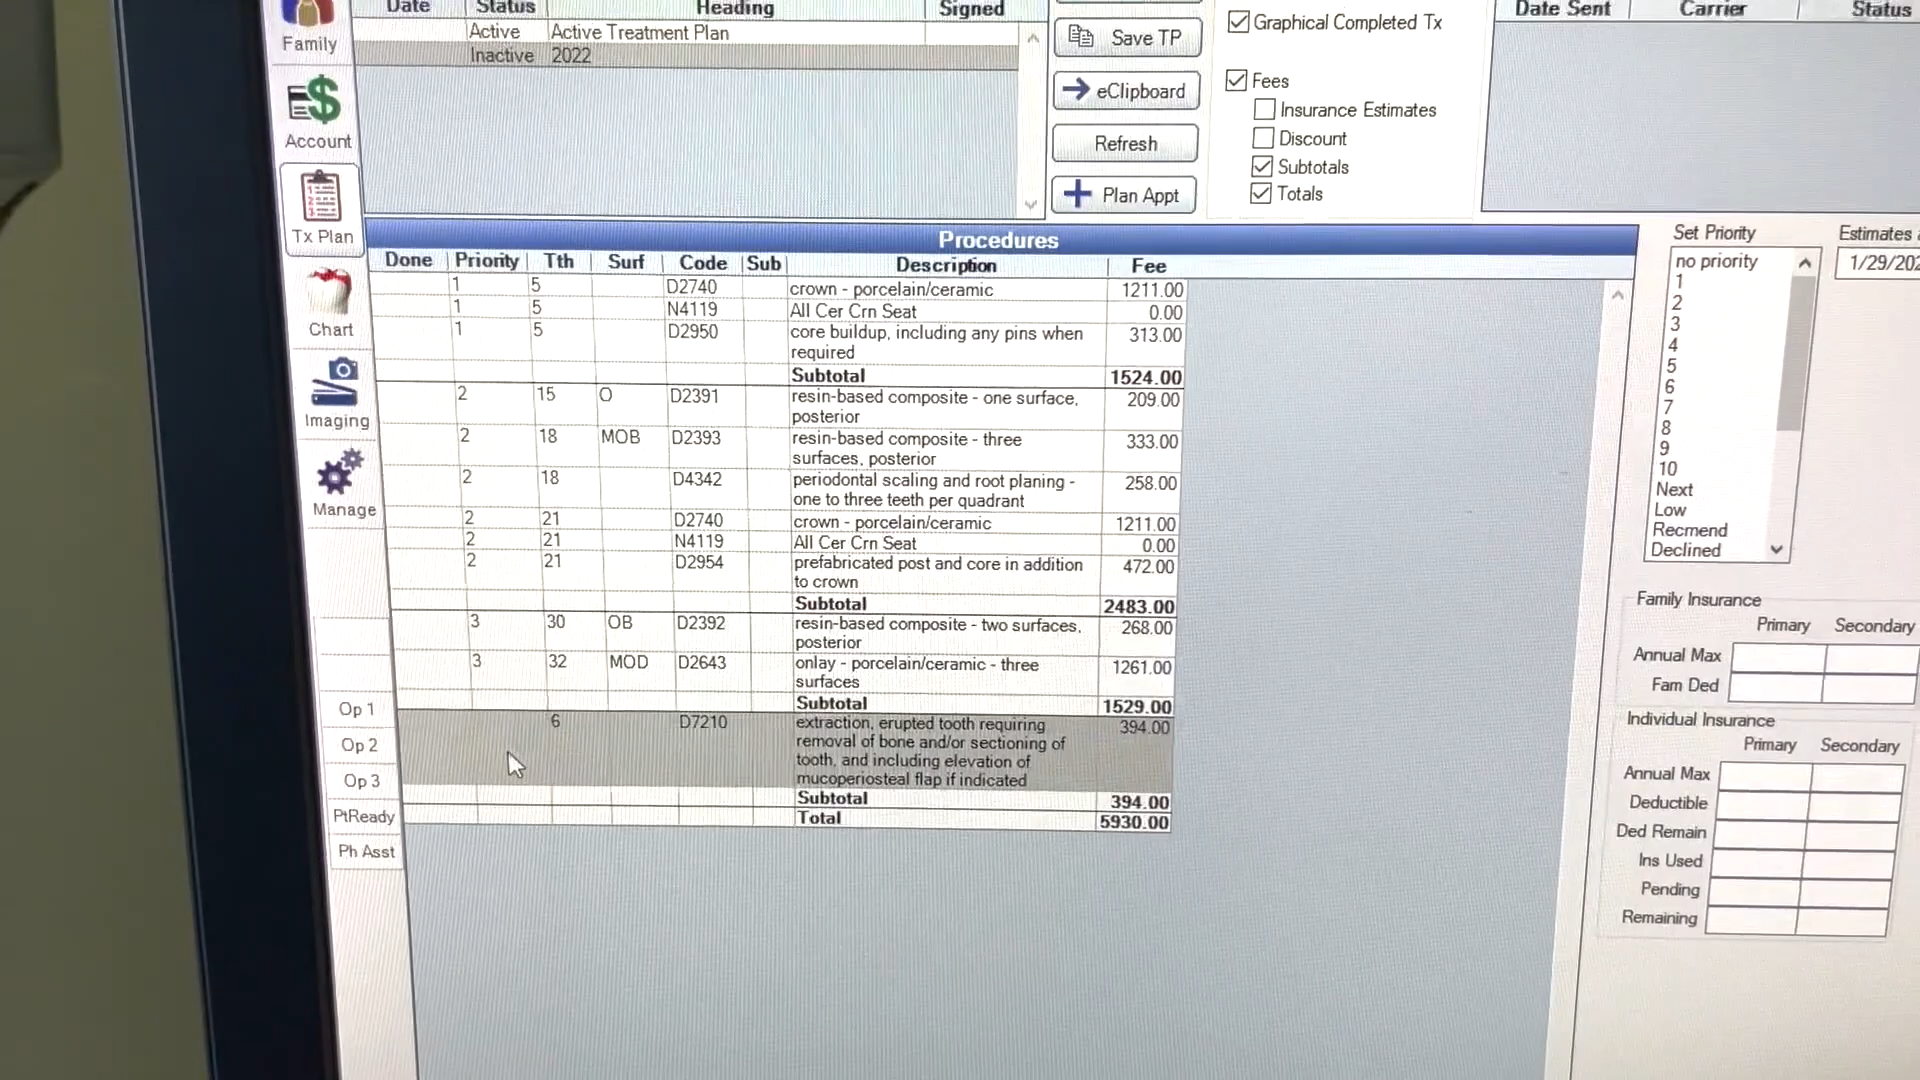 Date Status Heading Signed
Active Active Treatment Plan
Inactive 2022
Save TP
eClipboard
Refresh
Plan Appt
Graphical Completed Tx
Fees
Insurance Estimates
Discount
Subtotals
Totals
Date Sent Carrier Status
Family
Account
Tx Plan
Chart
Imaging
Manage
Op 1
Op 2
Op 3
PtReady
Ph Asst
Procedures
Done Priority Tth Surf Code Sub Description Fee
1 5 D2740 crown - porcelain/ceramic 1211.00
1 5 N4119 All Cer Crn Seat 0.00
1 5 D2950 core buildup, including any pins when 313.00
required
Subtotal 1524.00
2 15 O D2391 resin-based composite - one surface, 209.00
posterior
2 18 MOB D2393 resin-based composite - three 333.00
surfaces, posterior
2 18 D4342 periodontal scaling and root planing - 258.00
one to three teeth per quadrant
2 21 D2740 crown - porcelain/ceramic 1211.00
2 21 N4119 All Cer Crn Seat 0.00
2 21 D2954 prefabricated post and core in addition 472.00
to crown
Subtotal 2483.00
3 30 OB D2392 resin-based composite - two surfaces, 268.00
posterior
3 32 MOD D2643 onlay - porcelain/ceramic - three 1261.00
surfaces
Subtotal 1529.00
6 D7210 extraction, erupted tooth requiring 394.00
removal of bone and/or sectioning of
tooth, and including elevation of
mucoperiosteal flap if indicated
Subtotal 394.00
Total 5930.00
Set Priority
no priority
1
2
3
4
5
6
7
8
9
10
Next
Low
Recmend
Declined
Estimates
1/29/202
Family Insurance
Primary Secondary
Annual Max
Fam Ded
Individual Insurance
Primary Secondary
Annual Max
Deductible
Ded Remain
Ins Used
Pending
Remaining